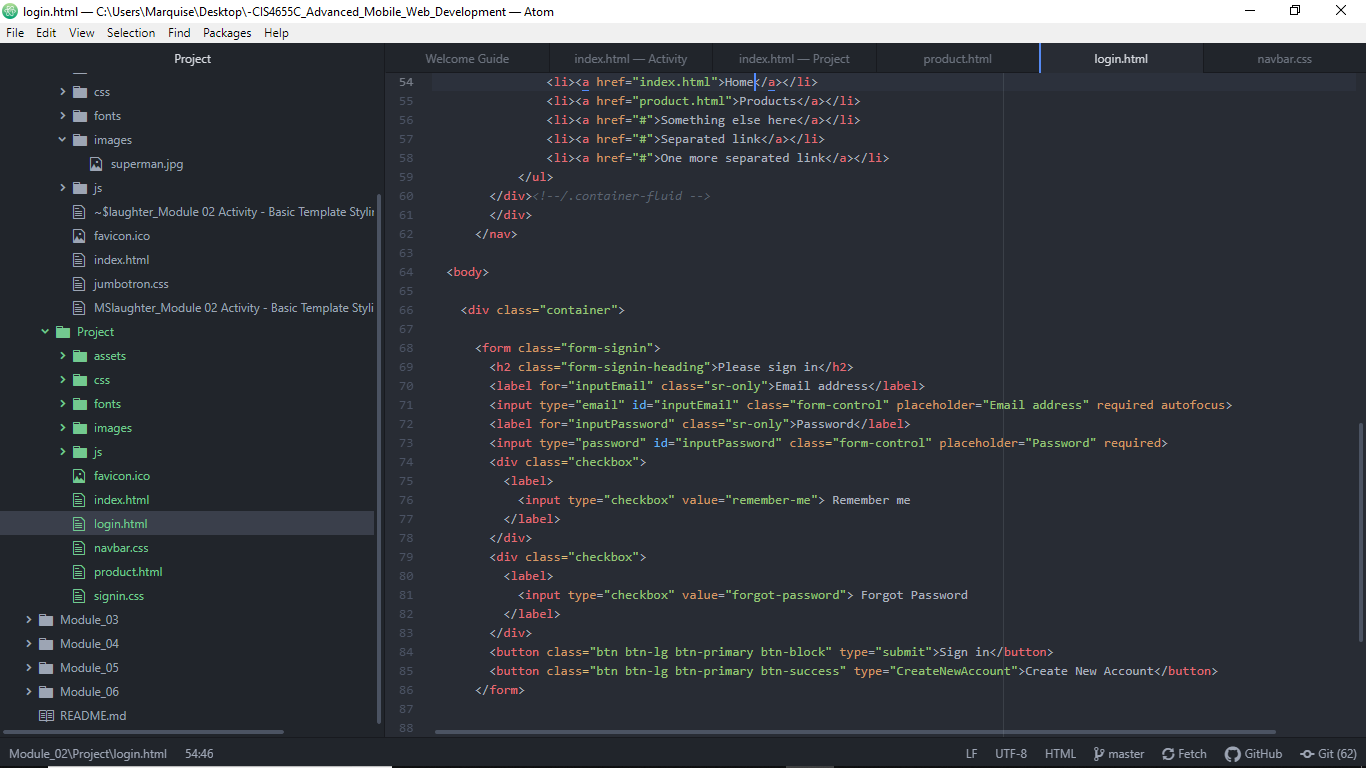 login.html — C:\Users\Marquise\Desktop\-CIS4655C_Advanced_Mobile_Web_Development — Atom
File Edit View Selection Find Packages Help
Project
css
fonts
images
superman.jpg
js
~$laughter_Module 02 Activity - Basic Template Stylin
favicon.ico
index.html
jumbotron.css
MSlaughter_Module 02 Activity - Basic Template Styli
Project
assets
css
fonts
images
js
favicon.ico
index.html
login.html
navbar.css
product.html
signin.css
Module_03
Module_04
Module_05
Module_06
README.md
Welcome Guide index.html — Activity index.html — Project product.html login.html navbar.css
54 <li><a href="index.html">Home</a></li>
55 <li><a href="product.html">Products</a></li>
56 <li><a href="#">Something else here</a></li>
57 <li><a href="#">Separated link</a></li>
58 <li><a href="#">One more separated link</a></li>
59 </ul>
60 </div><!--/.container-fluid -->
61 </div>
62 </nav>
63
64 <body>
65
66 <div class="container">
67
68 <form class="form-signin">
69 <h2 class="form-signin-heading">Please sign in</h2>
70 <label for="inputEmail" class="sr-only">Email address</label>
71 <input type="email" id="inputEmail" class="form-control" placeholder="Email address" required autofocus>
72 <label for="inputPassword" class="sr-only">Password</label>
73 <input type="password" id="inputPassword" class="form-control" placeholder="Password" required>
74 <div class="checkbox">
75 <label>
76 <input type="checkbox" value="remember-me"> Remember me
77 </label>
78 </div>
79 <div class="checkbox">
80 <label>
81 <input type="checkbox" value="forgot-password"> Forgot Password
82 </label>
83 </div>
84 <button class="btn btn-lg btn-primary btn-block" type="submit">Sign in</button>
85 <button class="btn btn-lg btn-primary btn-success" type="CreateNewAccount">Create New Account</button>
86 </form>
87
88
Module_02\Project\login.html 54:46 LF UTF-8 HTML master Fetch GitHub Git (62)